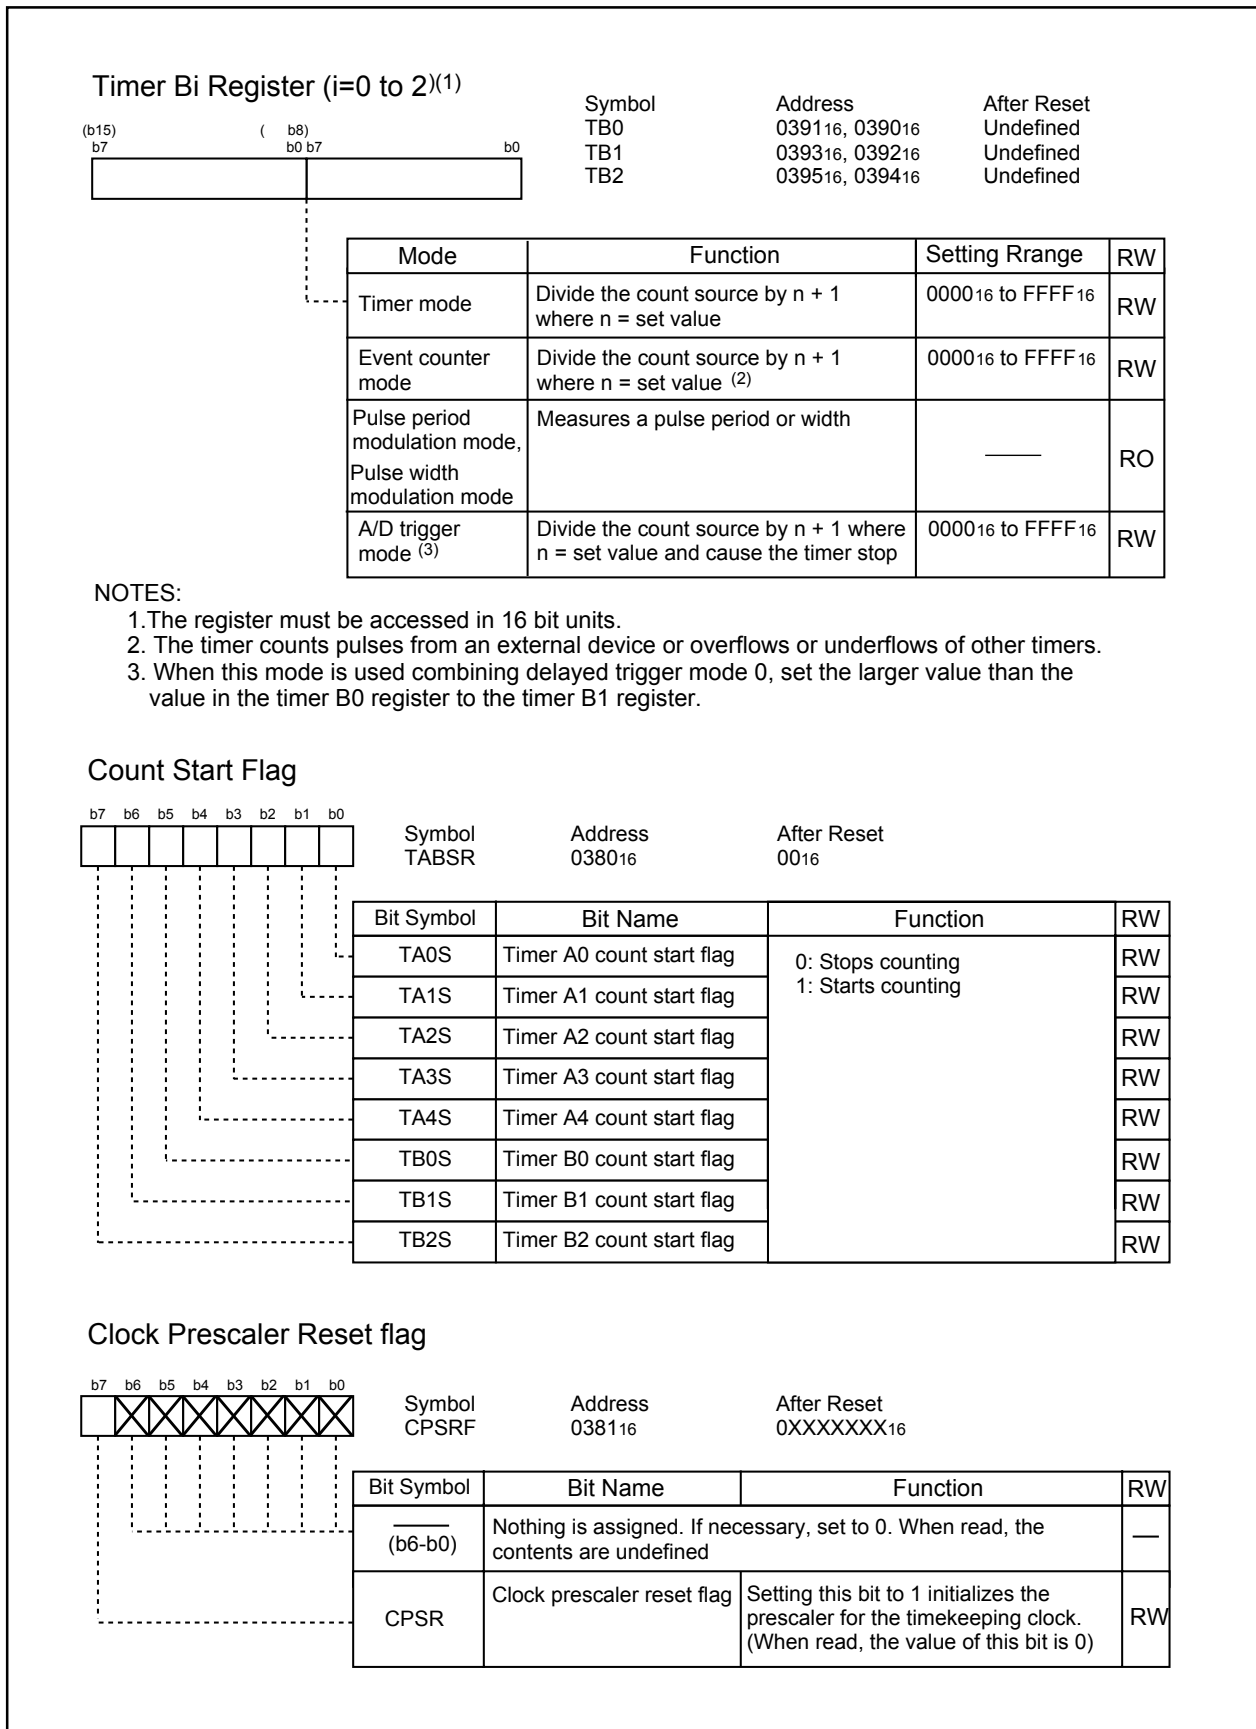 Timer Bi Register (i=0 to 2)(1)
Symbol Address After Reset
TB0 039116, 039016 Undefined
TB1 039316, 039216 Undefined
TB2 039516, 039416 Undefined
(b15) ( b8)
b7 b0 b7 b0
Mode Function Setting Rrange RW
Timer mode Divide the count source by n + 1 000016 to FFFF16 RW
where n = set value
Event counter Divide the count source by n + 1 000016 to FFFF16 RW
mode where n = set value (2)
Pulse period Measures a pulse period or width
modulation mode,
Pulse width RO
modulation mode
A/D trigger Divide the count source by n + 1 where 000016 to FFFF16 RW
mode (3) n = set value and cause the timer stop
NOTES:
1.The register must be accessed in 16 bit units.
2. The timer counts pulses from an external device or overflows or underflows of other timers.
3. When this mode is used combining delayed trigger mode 0, set the larger value than the
value in the timer B0 register to the timer B1 register.
Count Start Flag
b7 b6 b5 b4 b3 b2 b1 b0
Symbol Address After Reset
TABSR 038016 0016
Bit Symbol Bit Name Function RW
TA0S Timer A0 count start flag 0: Stops counting RW
1: Starts counting
TA1S Timer A1 count start flag RW
TA2S Timer A2 count start flag RW
TA3S Timer A3 count start flag RW
TA4S Timer A4 count start flag RW
TB0S Timer B0 count start flag RW
TB1S Timer B1 count start flag RW
TB2S Timer B2 count start flag RW
Clock Prescaler Reset flag
b7 b6 b5 b4 b3 b2 b1 b0
Symbol Address After Reset
CPSRF 038116 0XXXXXXX16
Bit Symbol Bit Name Function RW
(b6-b0) Nothing is assigned. If necessary, set to 0. When read, the —
contents are undefined
CPSR Clock prescaler reset flag Setting this bit to 1 initializes the RW
prescaler for the timekeeping clock.
(When read, the value of this bit is 0)